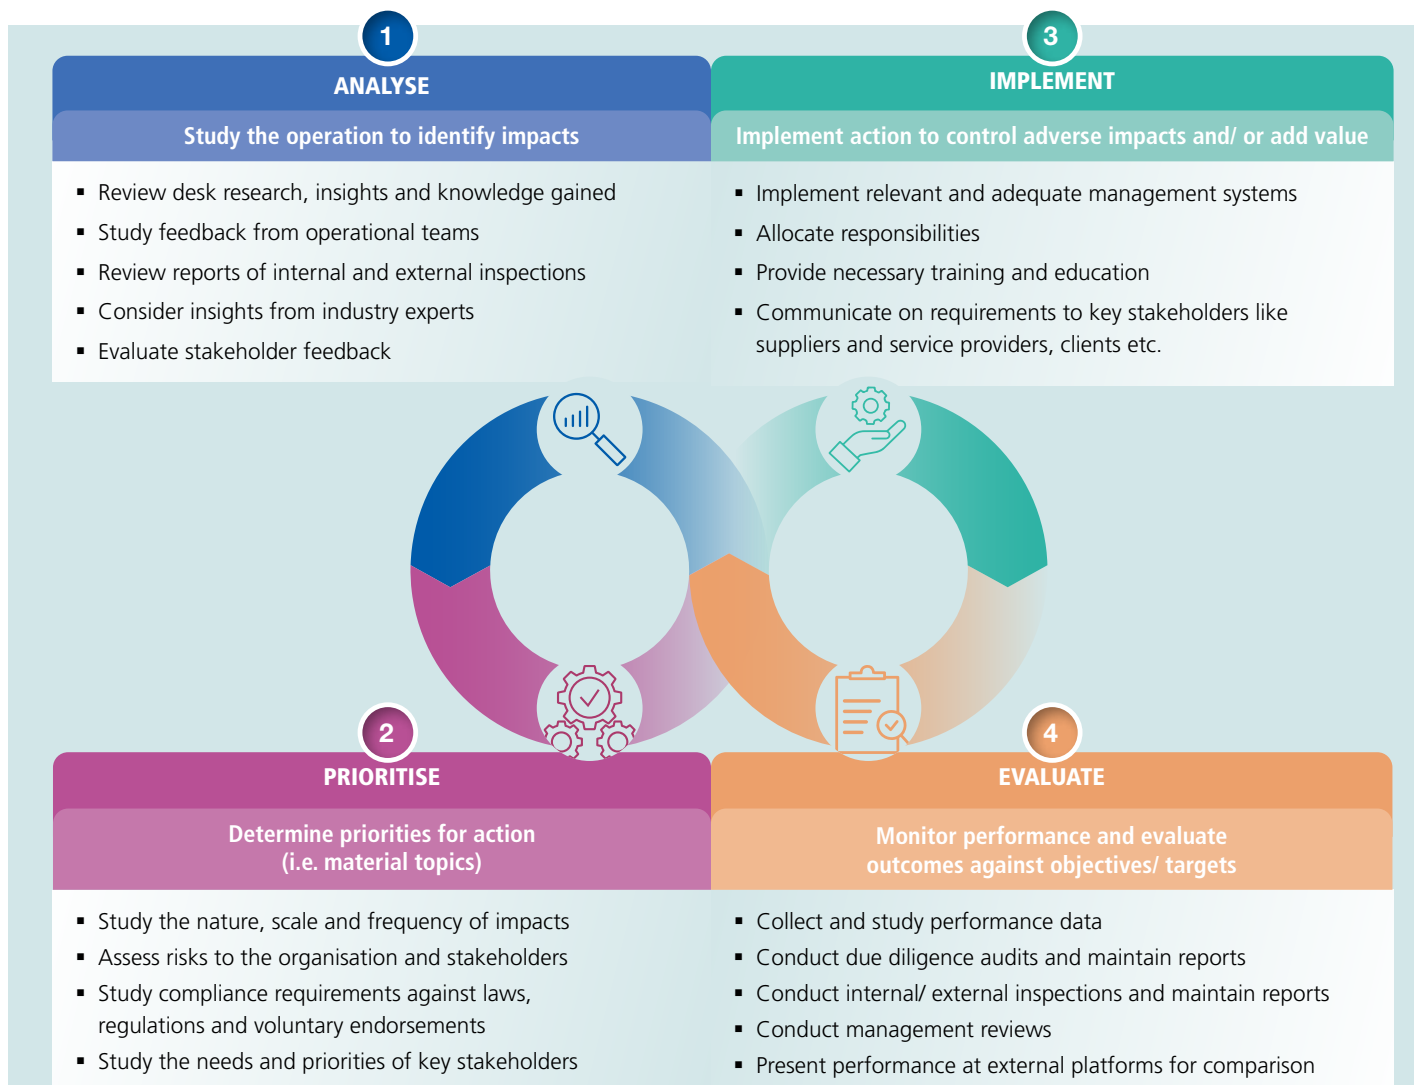 1
ANALYSE
Study the operation to identify impacts
▪ Review desk research, insights and knowledge gained
▪ Study feedback from operational teams
▪ Review reports of internal and external inspections
▪ Consider insights from industry experts
▪ Evaluate stakeholder feedback
3
IMPLEMENT
Implement action to control adverse impacts and/ or add value
▪ Implement relevant and adequate management systems
▪ Allocate responsibilities
▪ Provide necessary training and education
▪ Communicate on requirements to key stakeholders like
suppliers and service providers, clients etc.
2
PRIORITISE
Determine priorities for action
(i.e. material topics)
▪ Study the nature, scale and frequency of impacts
▪ Assess risks to the organisation and stakeholders
▪ Study compliance requirements against laws,
regulations and voluntary endorsements
▪ Study the needs and priorities of key stakeholders
4
EVALUATE
Monitor performance and evaluate
outcomes against objectives/ targets
▪ Collect and study performance data
▪ Conduct due diligence audits and maintain reports
▪ Conduct internal/ external inspections and maintain reports
▪ Conduct management reviews
▪ Present performance at external platforms for comparison